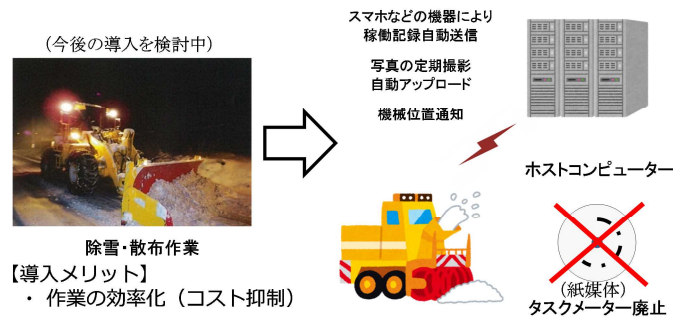 （今後の導入を検討中）
除雪・散布作業
【導入メリット】
・ 作業の効率化（コスト抑制）
スマホなどの機器により
稼働記録自動送信
写真の定期撮影
自動アップロード
機械位置通知
ホストコンピューター
（紙媒体）
タスクメーター廃止